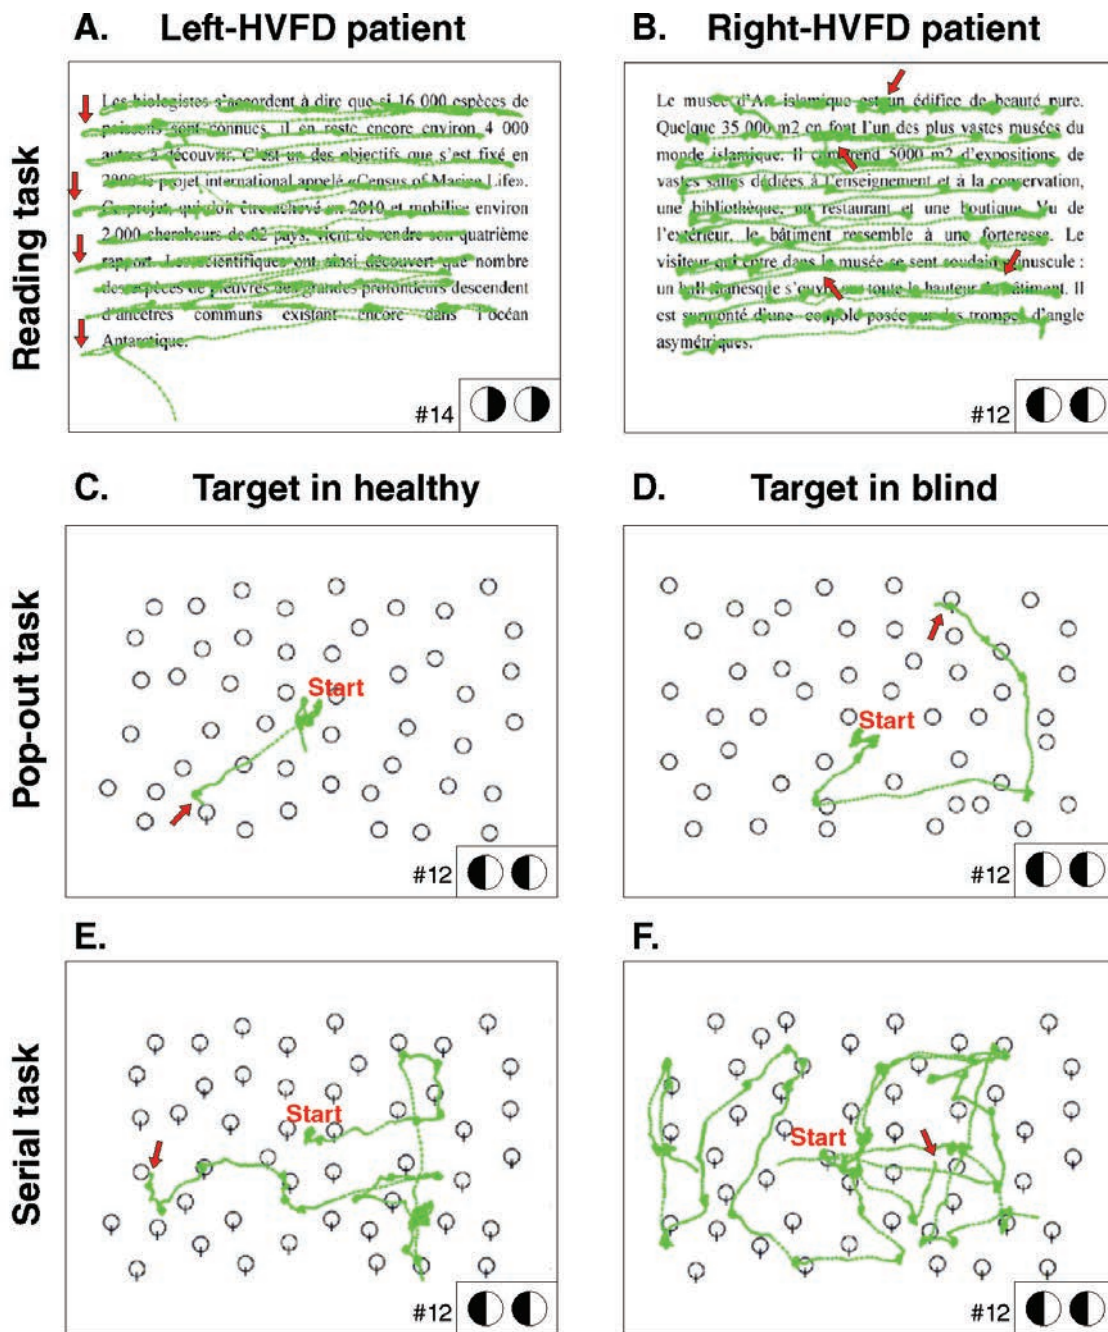 A. Left-HVFD patient
B. Right-HVFD patient
Reading task
Les biologistes s'accordent à dire que si 16 000 espèces de
poissons sont connues, il en reste encore environ 4 000
autres à découvrir. C'est un des objectifs que s'est fixé en
2000 le projet international appelé «Census of Marine Life».
Ce projet, qui doit être achevé en 2010 et mobilise environ
2 000 chercheurs de 82 pays, vient de rendre son quatrième
rapport. Les scientifiques ont ainsi découvert que nombre
des espèces de pieuvres des grandes profondeurs descendent
d'ancêtres communs existant encore dans l'océan
Antarctique.
#14
Le musée d'Art islamique est un édifice de beauté pure.
Quelque 35 000 m2 en font l'un des plus vastes musées du
monde islamique. Il comprend 5000 m2 d'expositions, de
vastes salles dédiées à l'enseignement et à la conservation,
une bibliothèque, un restaurant et une boutique. Vu de
l'extérieur, le bâtiment ressemble à une forteresse. Le
visiteur qui entre dans le musée se sent soudain minuscule :
un hall s'ouvre sur toute la hauteur du bâtiment. Il
est surmonté d'une coupole posée sur des trompes d'angle
asymétriques.
#12
C. Target in healthy
D. Target in blind
Pop-out task
Start
#12
Start
#12
E.
F.
Serial task
Start
#12
Start
#12